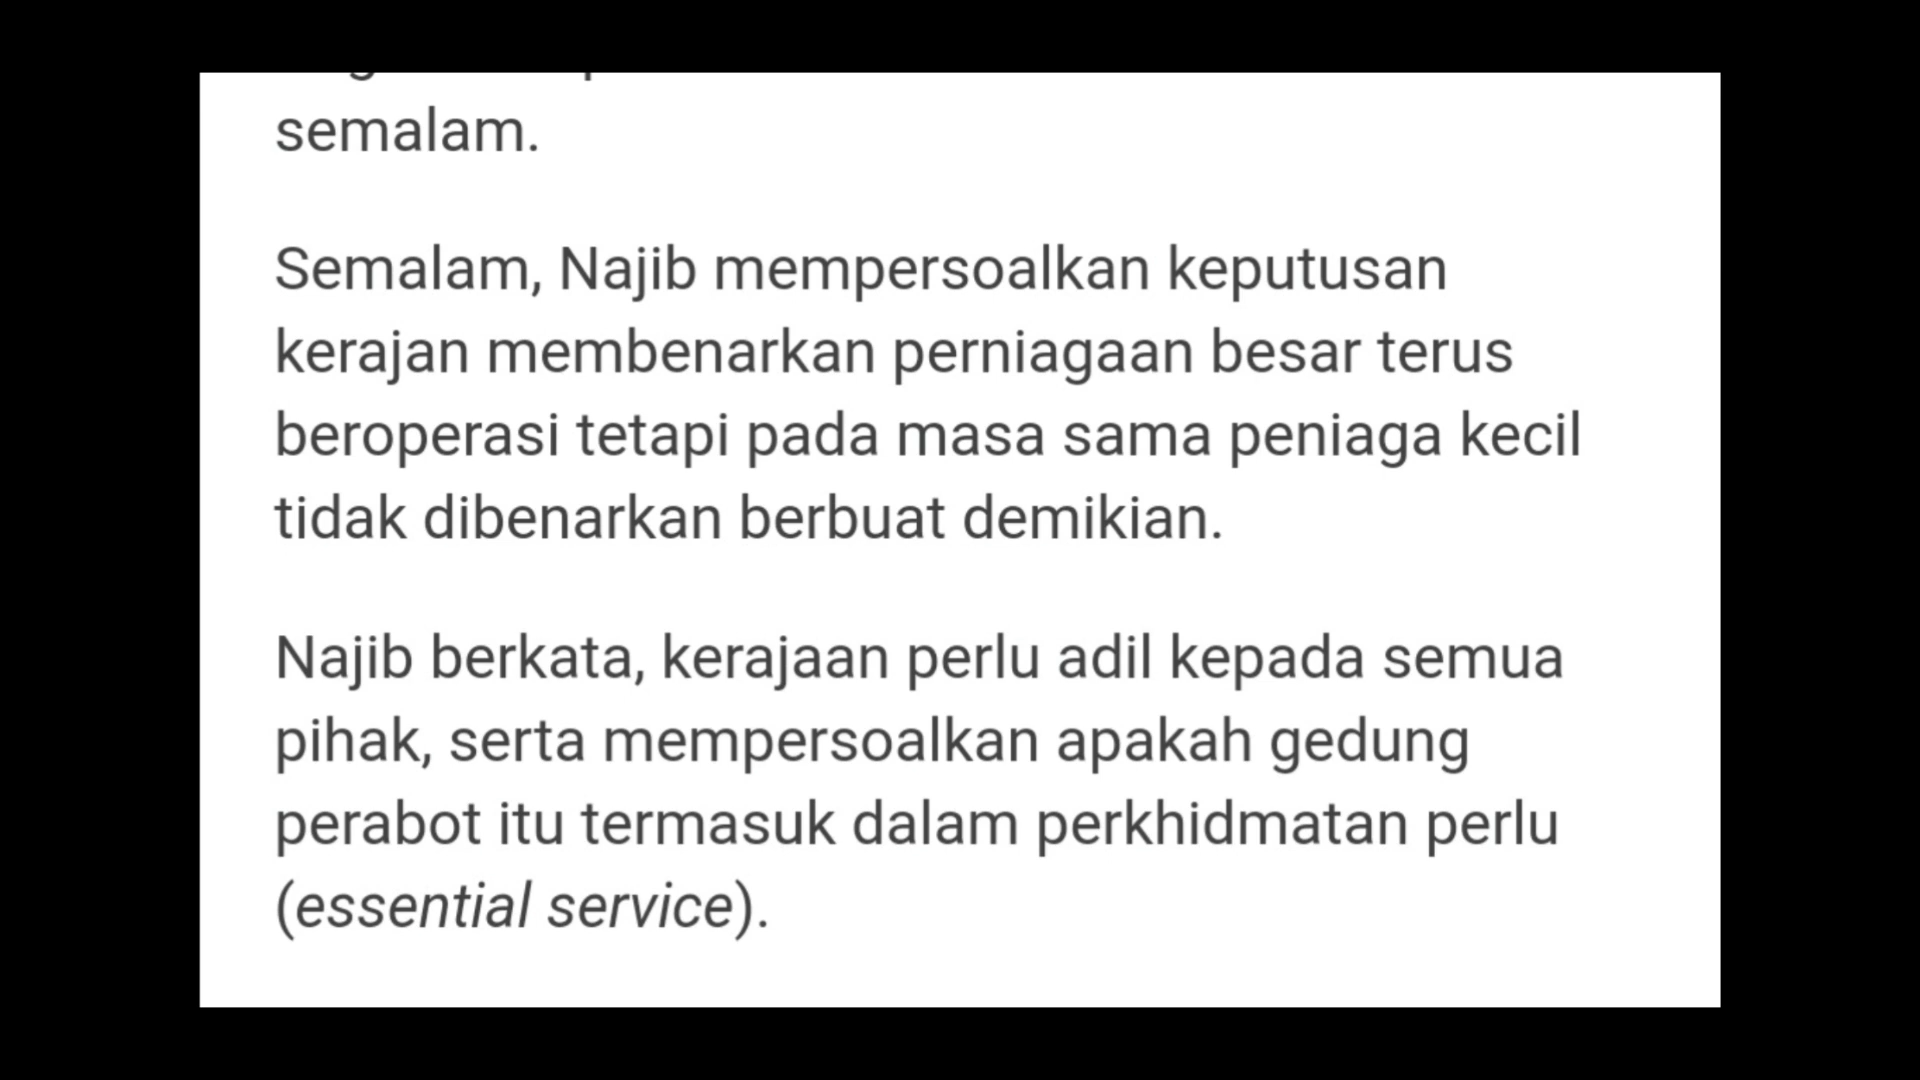 semalam.
Semalam, Najib mempersoalkan keputusan
kerajan membenarkan perniagaan besar terus
beroperasi tetapi pada masa sama peniaga kecil
tidak dibenarkan berbuat demikian.
Najib berkata, kerajaan perlu adil kepada semua
pihak, serta mempersoalkan apakah gedung
perabot itu termasuk dalam perkhidmatan perlu
(essential service).